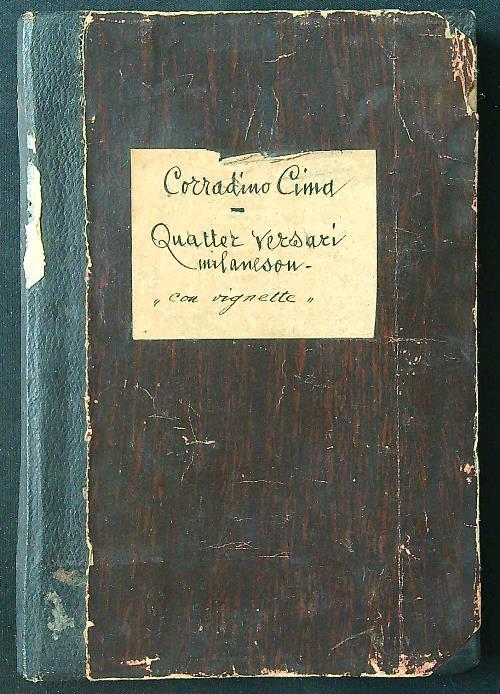 Corradino Cima
-
Quatter versari
milaneson-
„ con vignette „